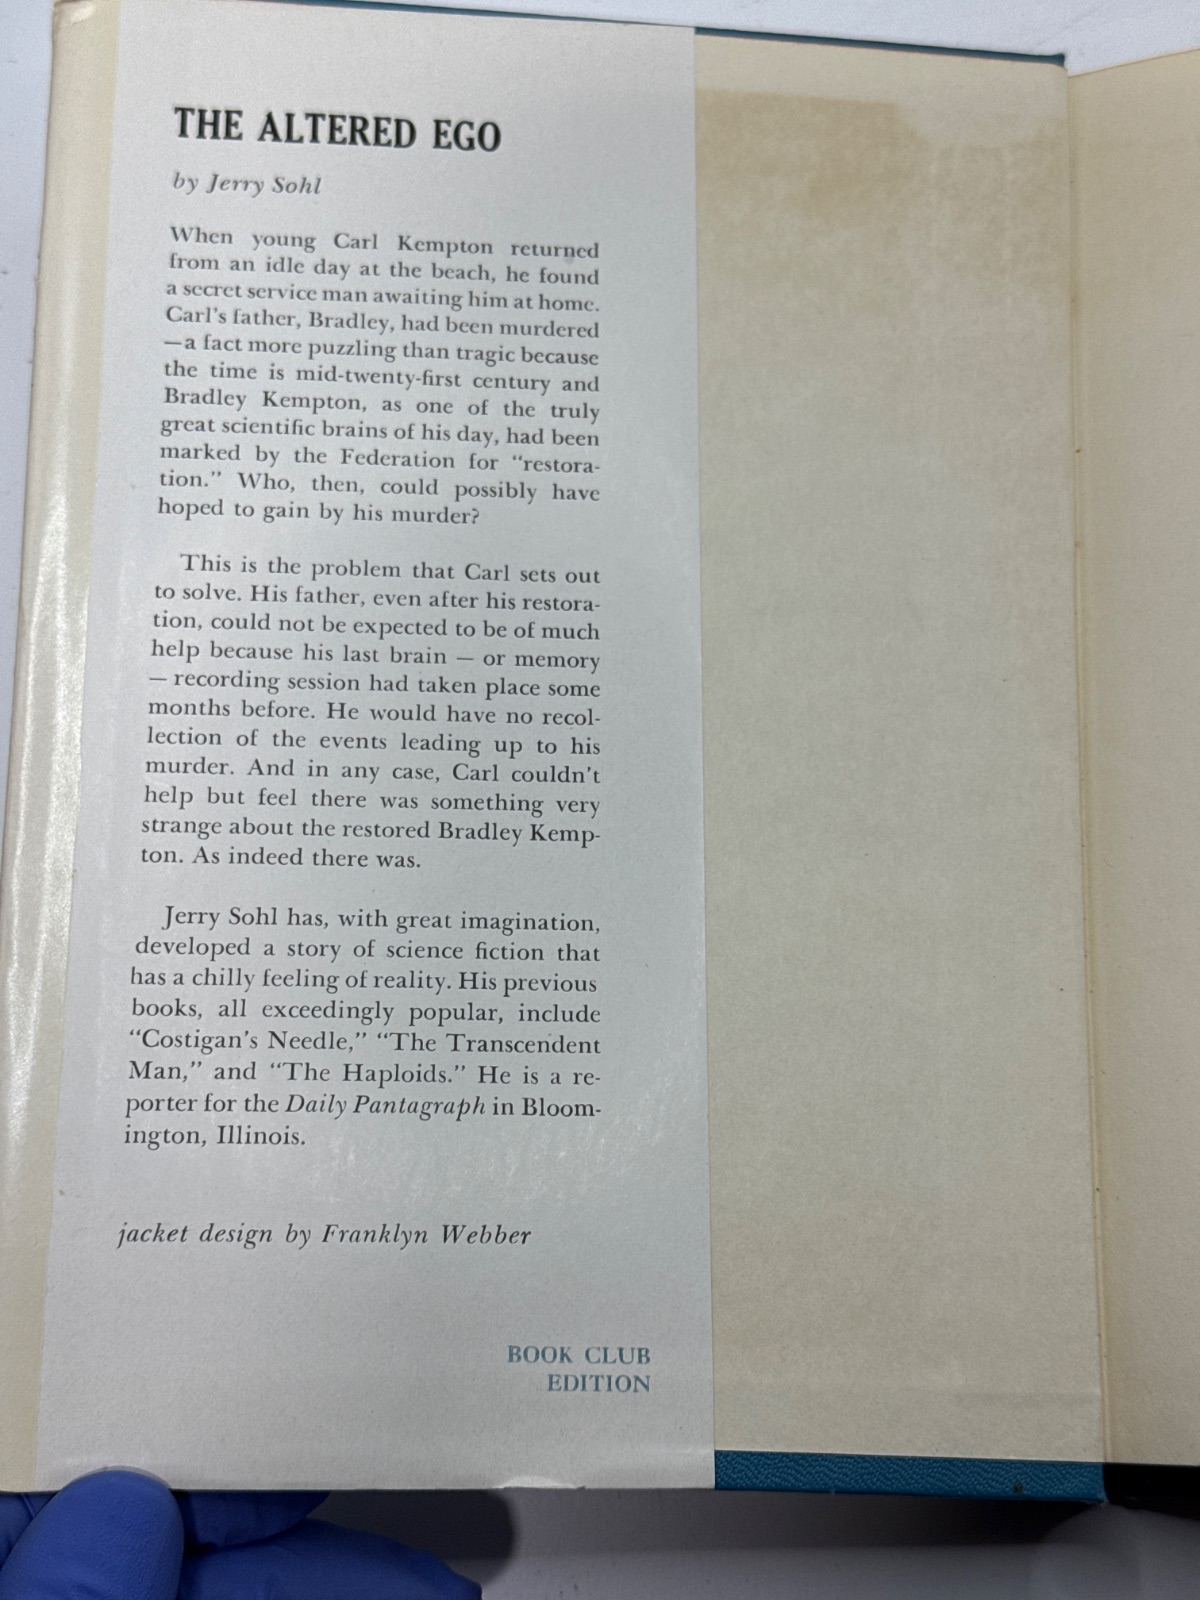 THE ALTERED EGO
by Jerry Sohl
When young Carl Kempton returned
from an idle day at the beach, he found
a secret service man awaiting him at home.
Carl's father, Bradley, had been murdered
—a fact more puzzling than tragic because
the time is mid-twenty-first century and
Bradley Kempton, as one of the truly
great scientific brains of his day, had been
marked by the Federation for “restora-
tion.” Who, then, could possibly have
hoped to gain by his murder?
This is the problem that Carl sets out
to solve. His father, even after his restora-
tion, could not be expected to be of much
help because his last brain — or memory
— recording session had taken place some
months before. He would have no recol-
lection of the events leading up to his
murder. And in any case, Carl couldn't
help but feel there was something very
strange about the restored Bradley Kemp-
ton. As indeed there was.
Jerry Sohl has, with great imagination,
developed a story of science fiction that
has a chilly feeling of reality. His previous
books, all exceedingly popular, include
“Costigan's Needle,” “The Transcendent
Man,” and “The Haploids.” He is a re-
porter for the Daily Pantagraph in Bloom-
ington, Illinois.
jacket design by Franklyn Webber
BOOK CLUB
EDITION